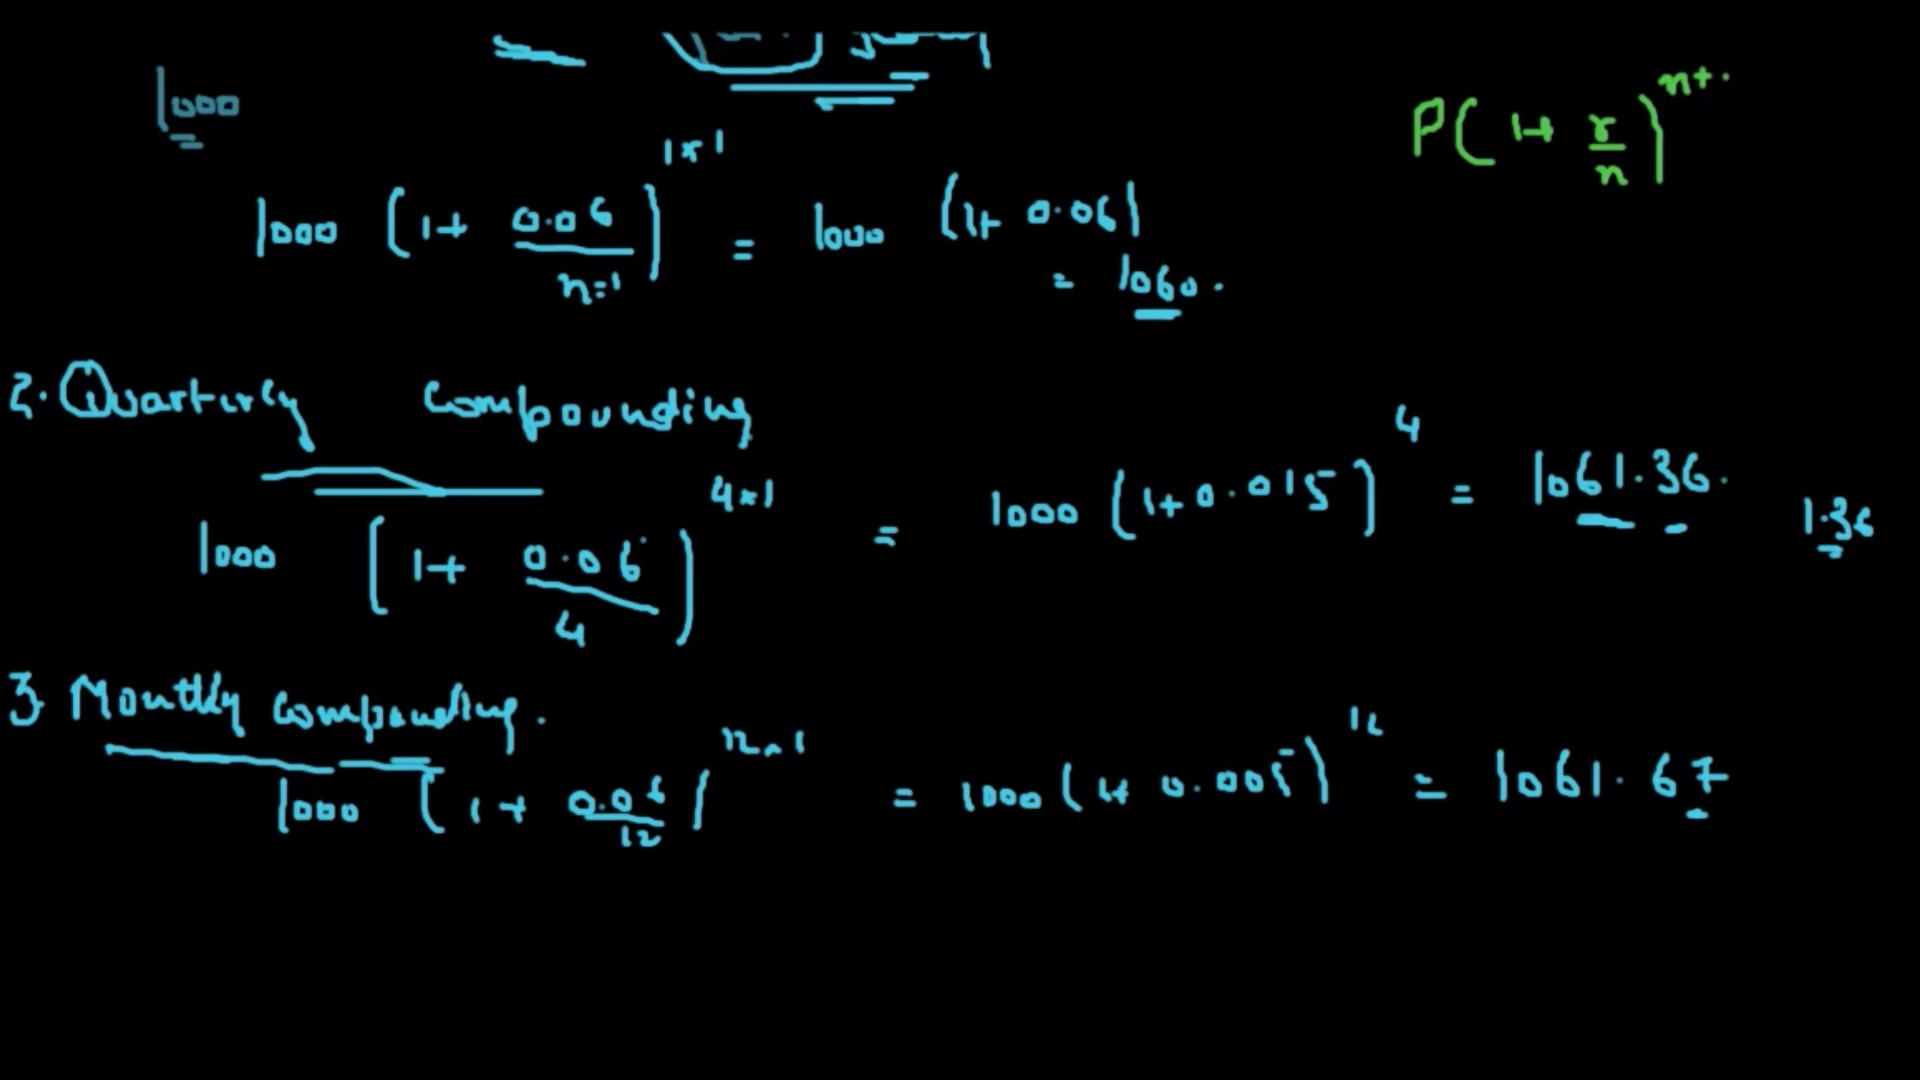 1000
P(1+ r/n)^nt.
1000 (1+ 0.06/n=1)^1×1 = 1000 (1+ 0.06)
= 1060.
2. Quarterly compounding
1000 [1+ 0.06/4)^4×1 = 1000 (1+0.015)^4 = 1061.36. 1.36
3 Monthly compounding.
1000 (1+ 0.06/12)^12×1 = 1000 (1+ 0.005)^12 = 1061.67